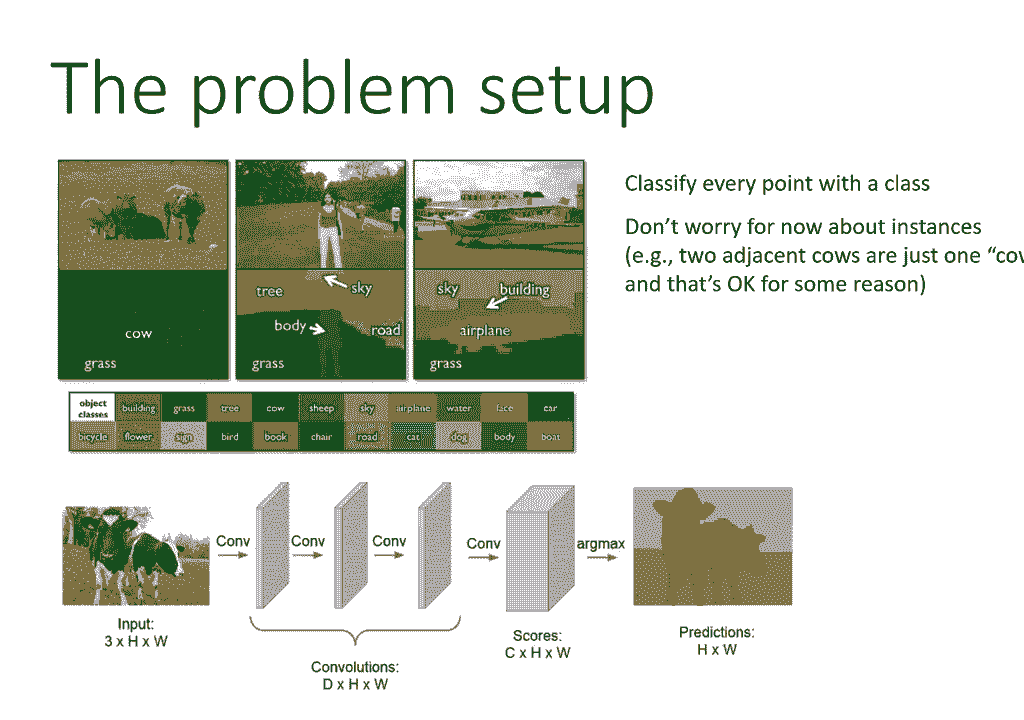 The problem setup
Classify every point with a class
Don't worry for now about instances
(e.g., two adjacent cows are just one "cow
and that's OK for some reason)
cow
grass
tree
sky
body
road
grass
sky
building
airplane
grass
object classes
building
grass
tree
cow
sheep
sky
airplane
water
face
car
bicycle
flower
sign
bird
book
chair
road
cat
dog
body
boat
Conv
Conv
Conv
Conv
argmax
Input:
3 x H x W
Convolutions:
D x H x W
Scores:
C x H x W
Predictions:
H x W